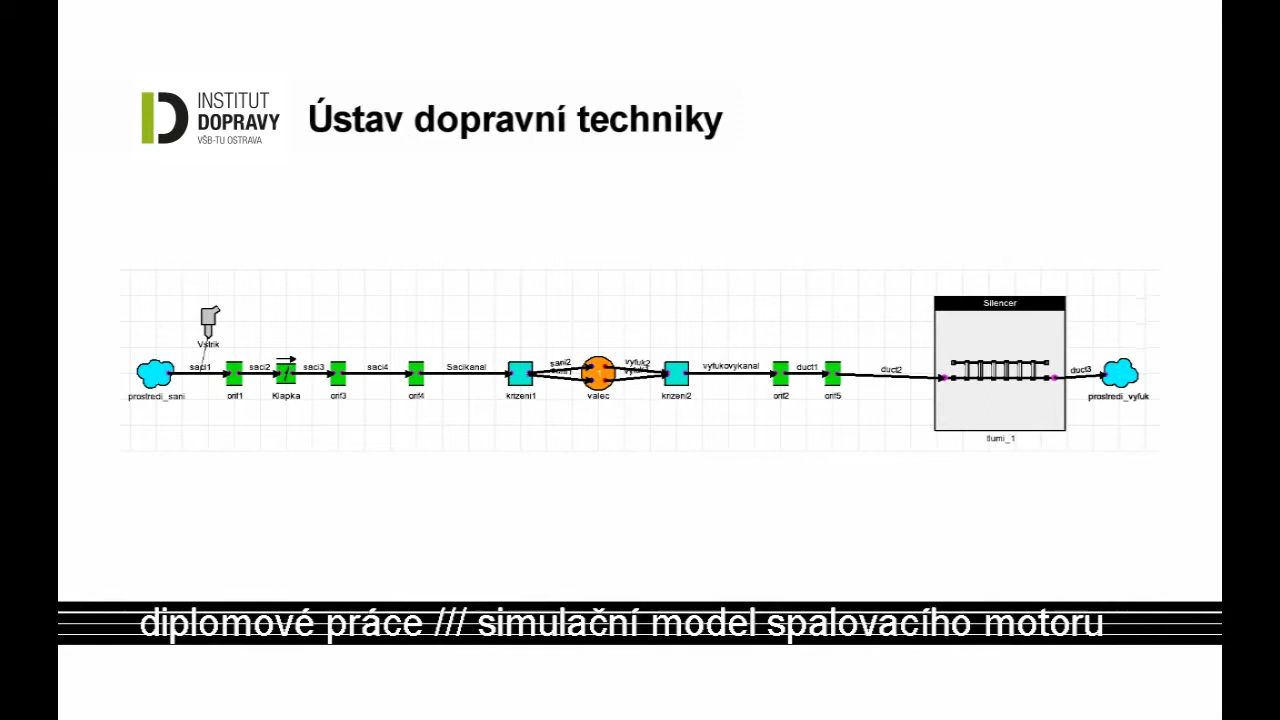 INSTITUT
DOPRAVY
VŠB-TU OSTRAVA
Ústav dopravní techniky
Silencer
Vstrik
saci1
saci2
saci3
saci4
Sacikanal
sani2
vyfuk2
vyfukovykanal
duct1
duct2
duct3
prostredi_sani
orif1
Klapka
orif3
orif4
krizeni1
valec
krizeni2
orif2
orif5
prostredi_vyfuk
tlumi_1
diplomové práce /// simulační model spalovacího motoru